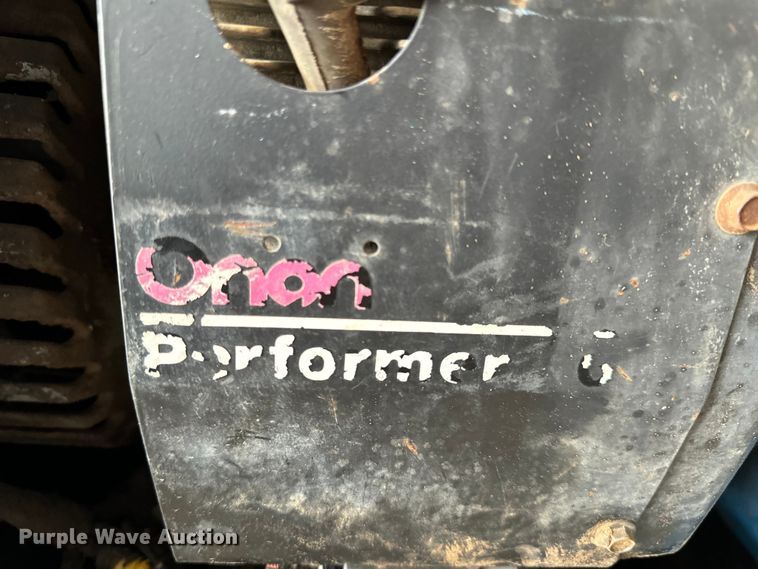 Onan
Performer
Purple Wave Auction